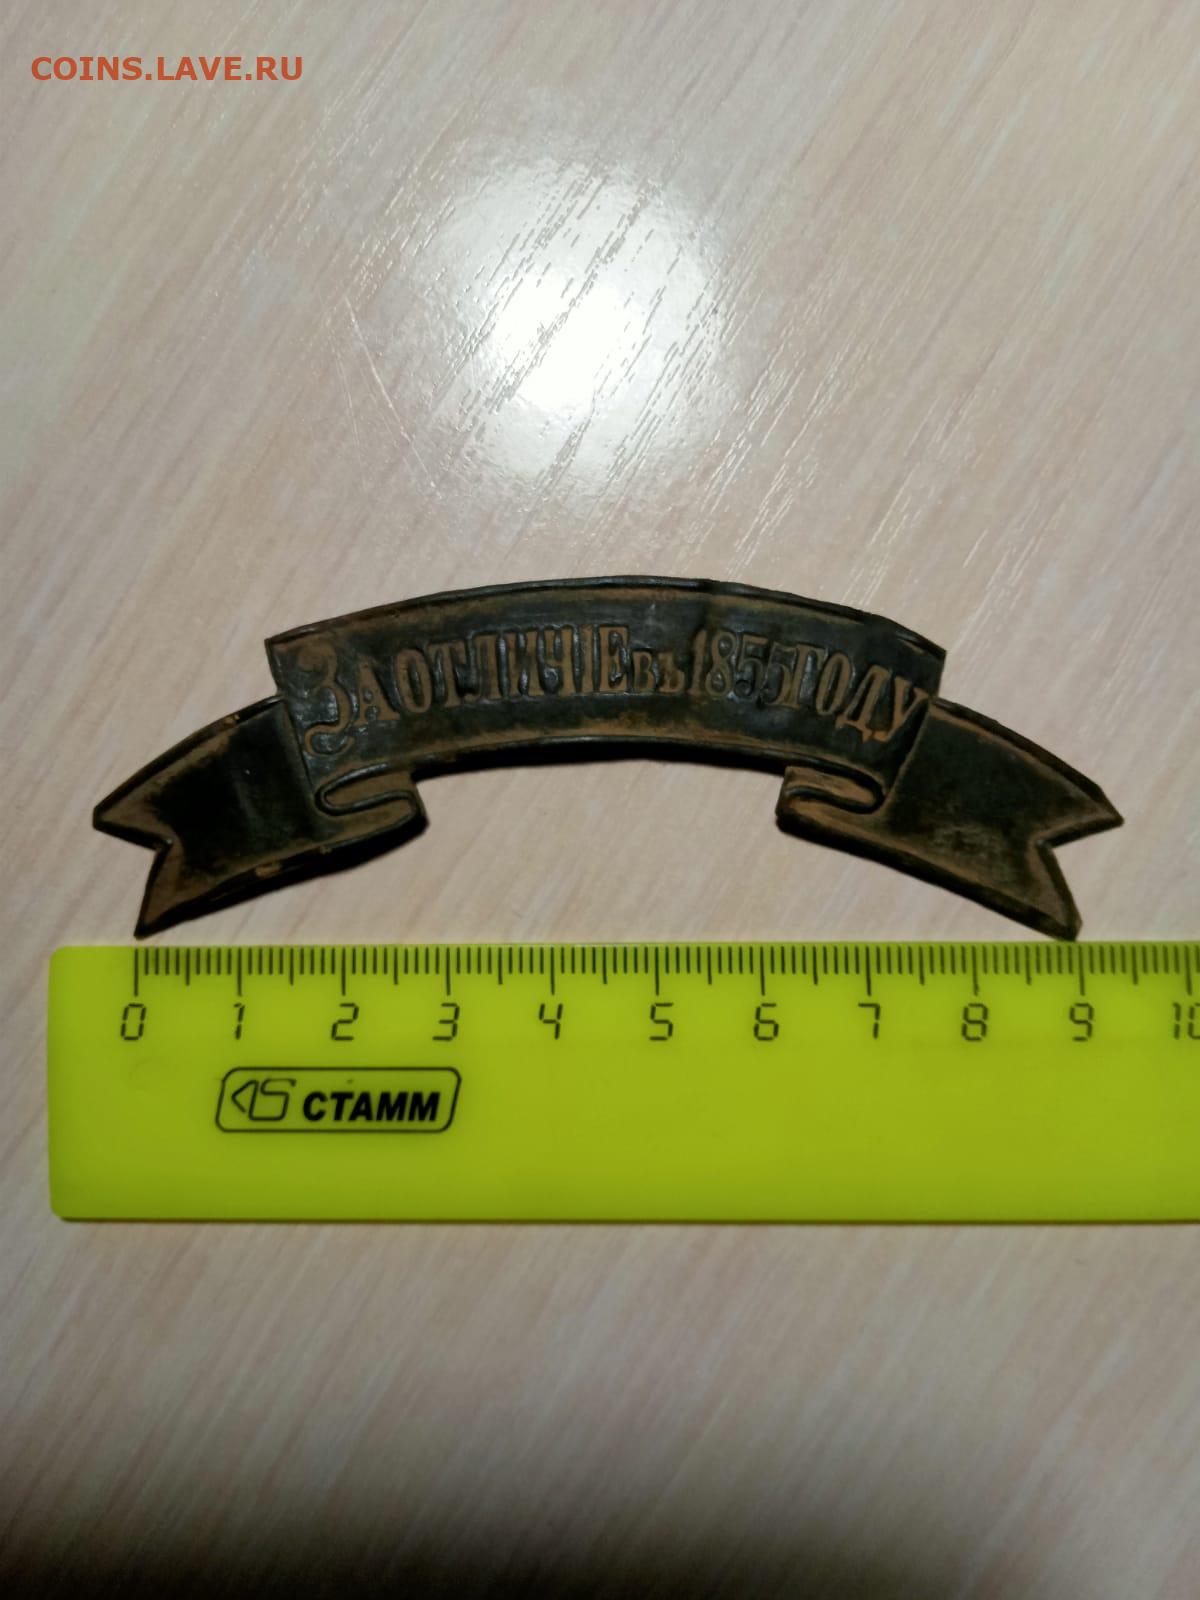 COINS.LAVE.RU
ЗА ОТЛИЧІЕ въ 1855 ГОДУ
0 1 2 3 4 5 6 7 8 9 10
СТАММ